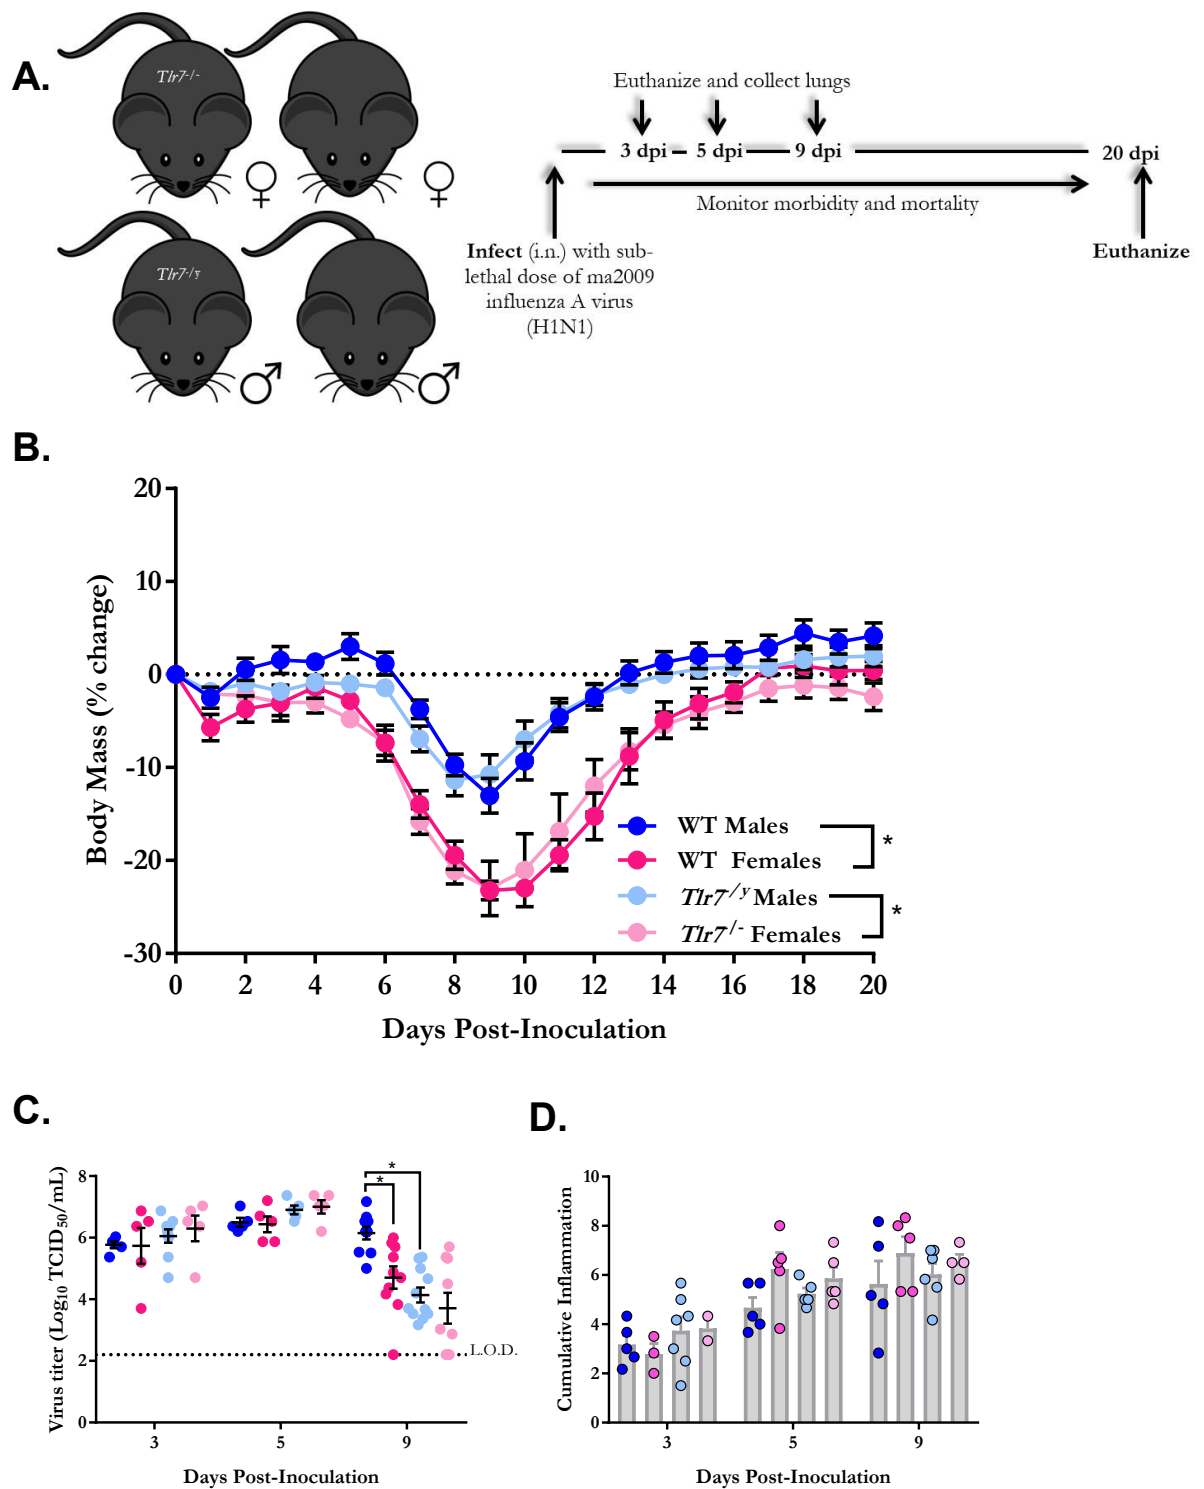 A.
Tlr7-/-
♀
♀
Tlr7-/y
♂
♂
Euthanize and collect lungs
3 dpi
5 dpi
9 dpi
20 dpi
Monitor morbidity and mortality
Infect (i.n.) with sub-
lethal dose of ma2009
influenza A virus
(H1N1)
Euthanize
B.
Body Mass (% change)
20
10
0
-10
-20
-30
WT Males
WT Females
Tlr7-/y Males
Tlr7-/- Females
*
*
0 2 4 6 8 10 12 14 16 18 20
Days Post-Inoculation
C.
Virus titer (Log10 TCID50/mL)
8
6
4
2
0
*
*
L.O.D.
3 5 9
Days Post-Inoculation
D.
Cumulative Inflammation
10
8
6
4
2
0
3 5 9
Days Post-Inoculation